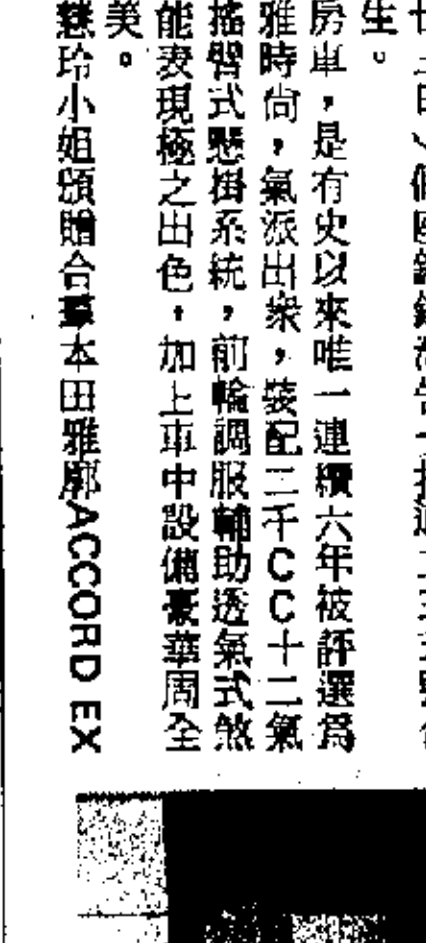 生。
房車，是有史以來唯一連續六年被評選為
雅時尚，氣派出衆，裝配二千CC十二氣
搖臂式懸掛系統，前輪調服輔助透氣式煞
能表現極之出色，加上車中設備豪華周全
美。
慧玲小姐頒贈合羣本田雅廓ACCORD EX